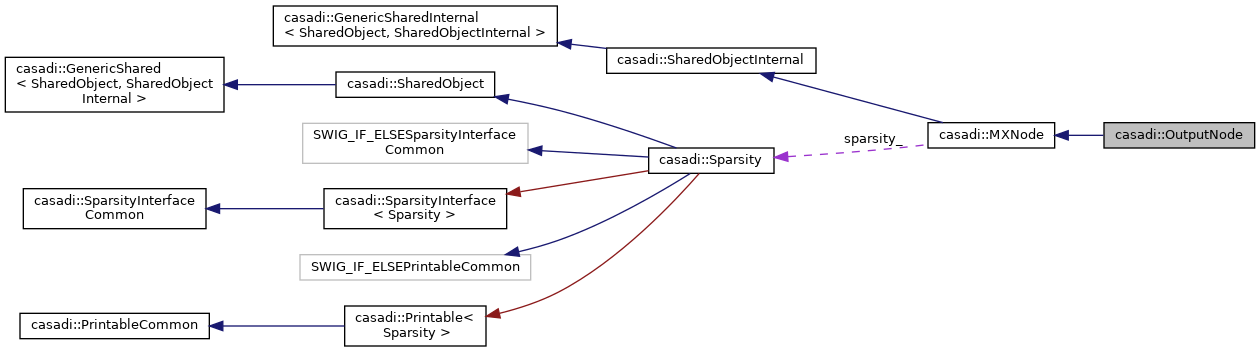 casadi::GenericSharedInternal
< SharedObject, SharedObjectInternal >
casadi::SharedObjectInternal
casadi::GenericShared
< SharedObject, SharedObject
Internal >
casadi::SharedObject
SWIG_IF_ELSESparsityInterface
Common
sparsity_
casadi::MXNode
casadi::OutputNode
casadi::Sparsity
casadi::SparsityInterface
Common
casadi::SparsityInterface
< Sparsity >
SWIG_IF_ELSEPrintableCommon
casadi::PrintableCommon
casadi::Printable<
Sparsity >